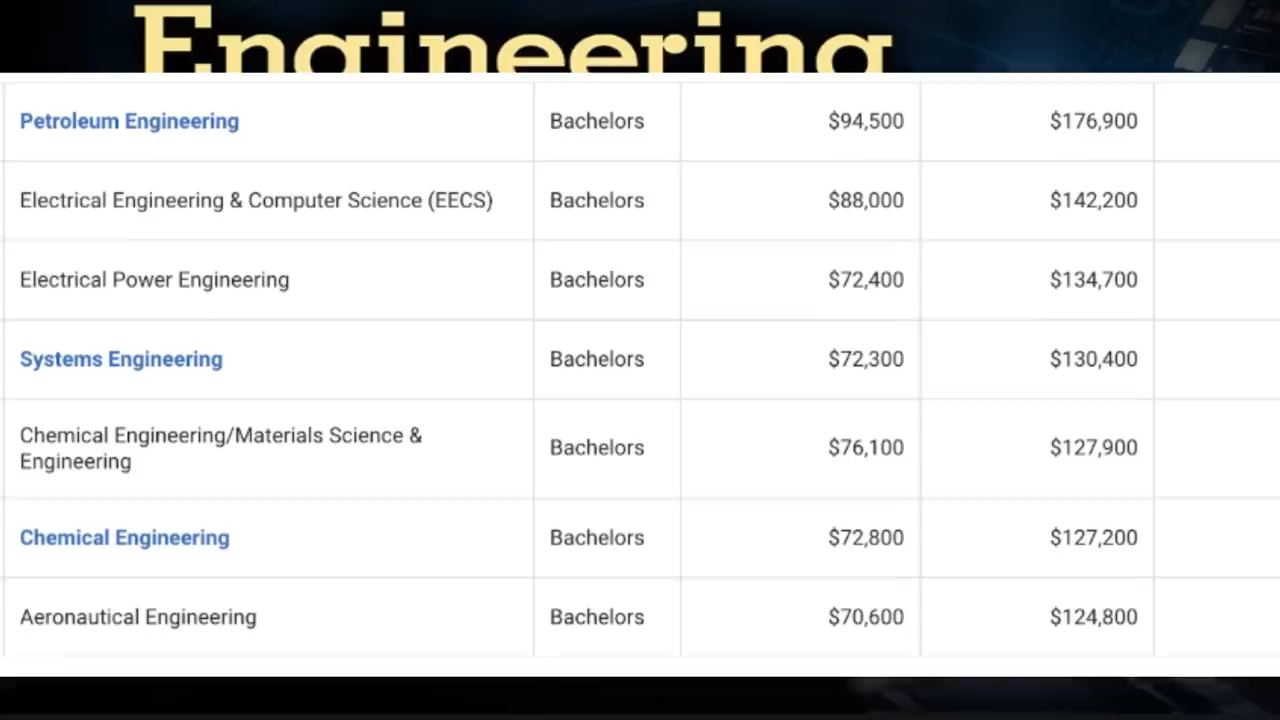 Engineering
Petroleum Engineering Bachelors $94,500 $176,900
Electrical Engineering & Computer Science (EECS) Bachelors $88,000 $142,200
Electrical Power Engineering Bachelors $72,400 $134,700
Systems Engineering Bachelors $72,300 $130,400
Chemical Engineering/Materials Science &
Engineering Bachelors $76,100 $127,900
Chemical Engineering Bachelors $72,800 $127,200
Aeronautical Engineering Bachelors $70,600 $124,800